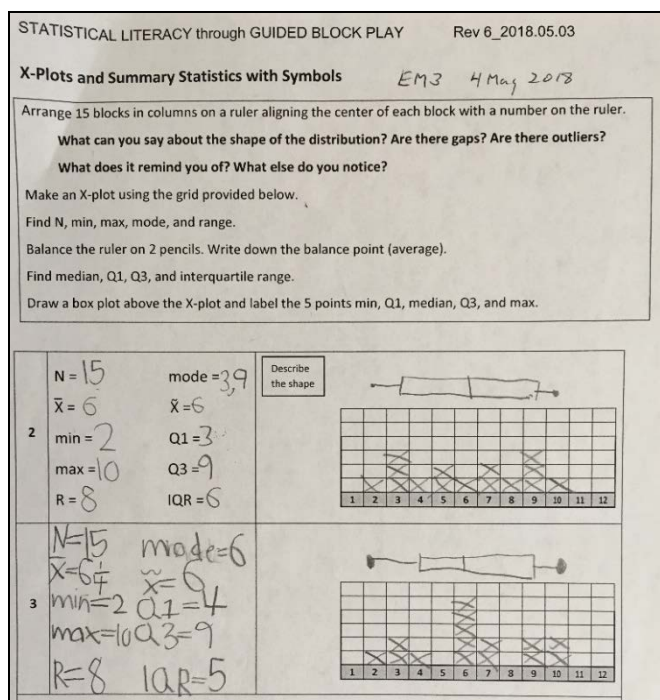 STATISTICAL LITERACY through GUIDED BLOCK PLAY Rev 6_2018.05.03
X-Plots and Summary Statistics with Symbols EM3 4 May 2018
Arrange 15 blocks in columns on a ruler aligning the center of each block with a number on the ruler.
What can you say about the shape of the distribution? Are there gaps? Are there outliers?
What does it remind you of? What else do you notice?
Make an X-plot using the grid provided below.
Find N, min, max, mode, and range.
Balance the ruler on 2 pencils. Write down the balance point (average).
Find median, Q1, Q3, and interquartile range.
Draw a box plot above the X-plot and label the 5 points min, Q1, median, Q3, and max.
2
N = 15 mode = 3,9
X̄ = 6 X̃ = 6
min = 2 Q1 = 3
max = 10 Q3 = 9
R = 8 IQR = 6
Describe
the shape
1 2 3 4 5 6 7 8 9 10 11 12
3
N=15 mode=6
X̄=6¼ x̃=6
min=2 Q1=4
max=10 Q3=9
R=8 IQR=5
1 2 3 4 5 6 7 8 9 10 11 12